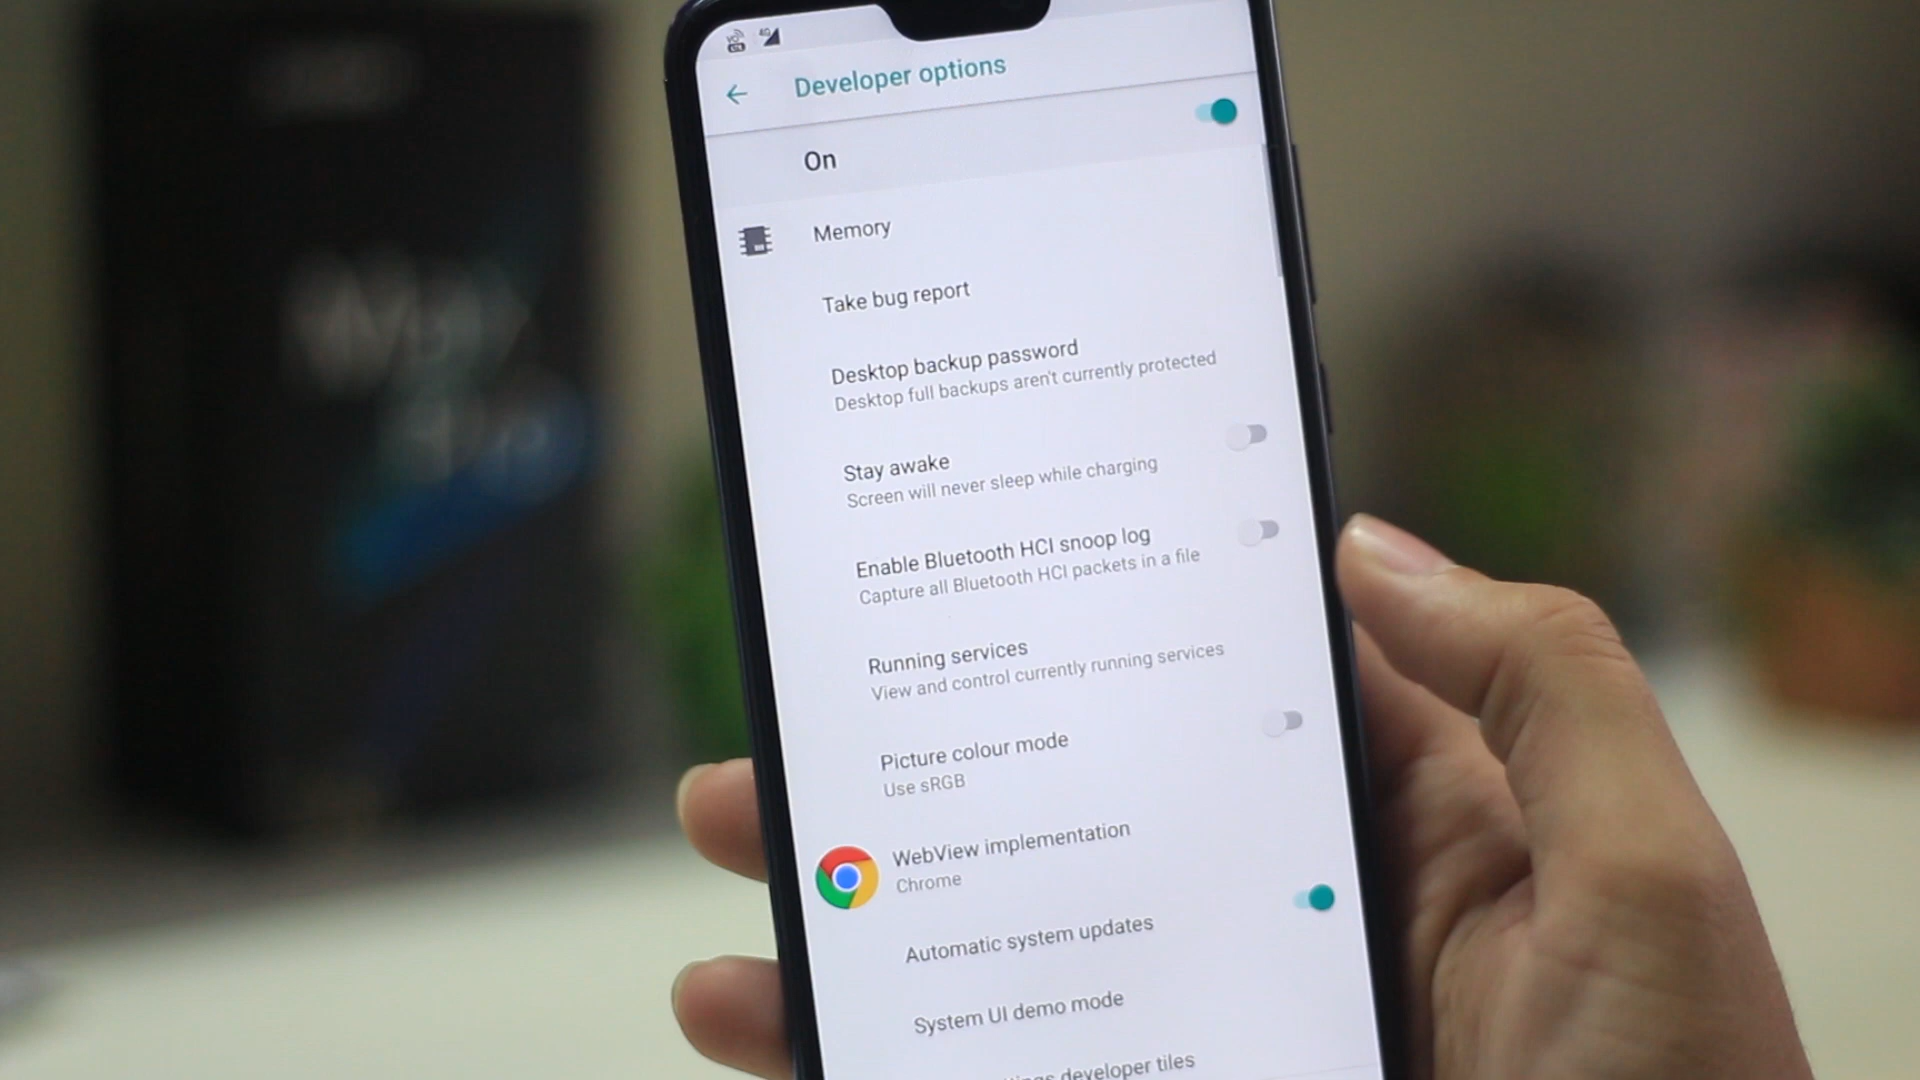 VO
LTE
4G
Developer options
On
Memory
Take bug report
Desktop backup password
Desktop full backups aren't currently protected
Stay awake
Screen will never sleep while charging
Enable Bluetooth HCI snoop log
Capture all Bluetooth HCI packets in a file
Running services
View and control currently running services
Picture colour mode
Use sRGB
WebView implementation
Chrome
Automatic system updates
System UI demo mode
developer tiles